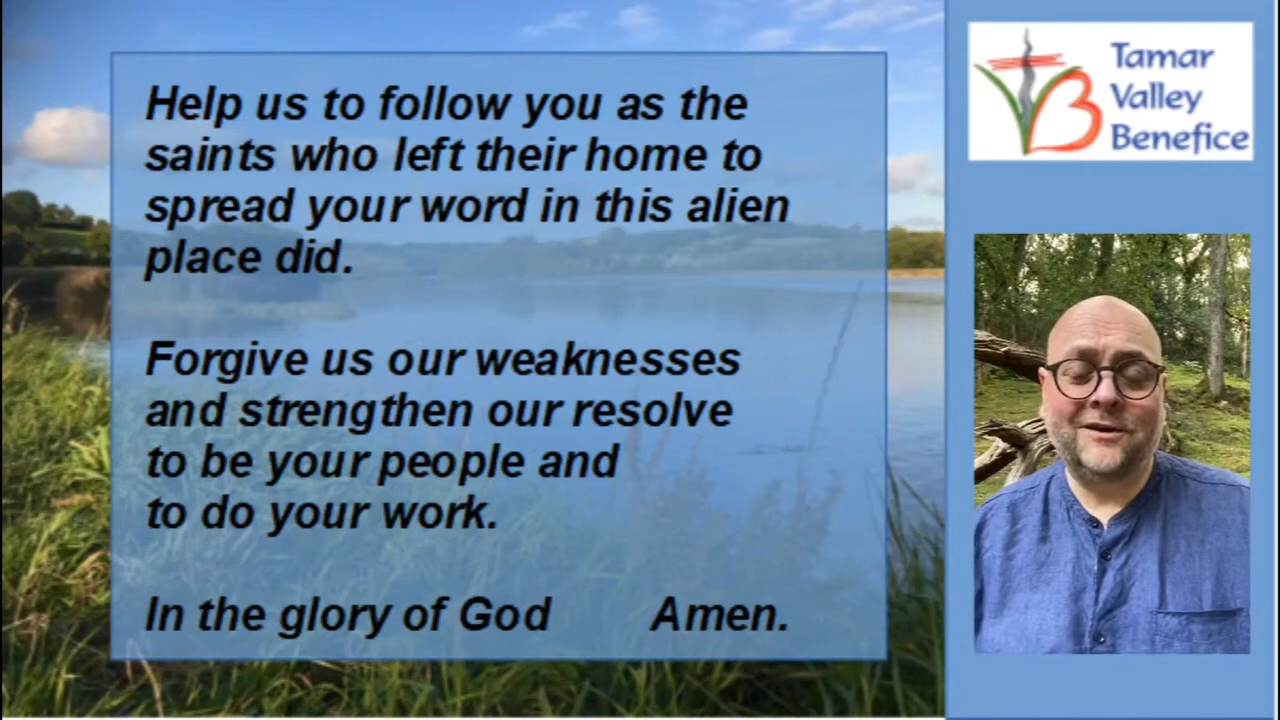 Help us to follow you as the
saints who left their home to
spread your word in this alien
place did.
Forgive us our weaknesses
and strengthen our resolve
to be your people and
to do your work.
In the glory of God Amen.
Tamar
Valley
Benefice